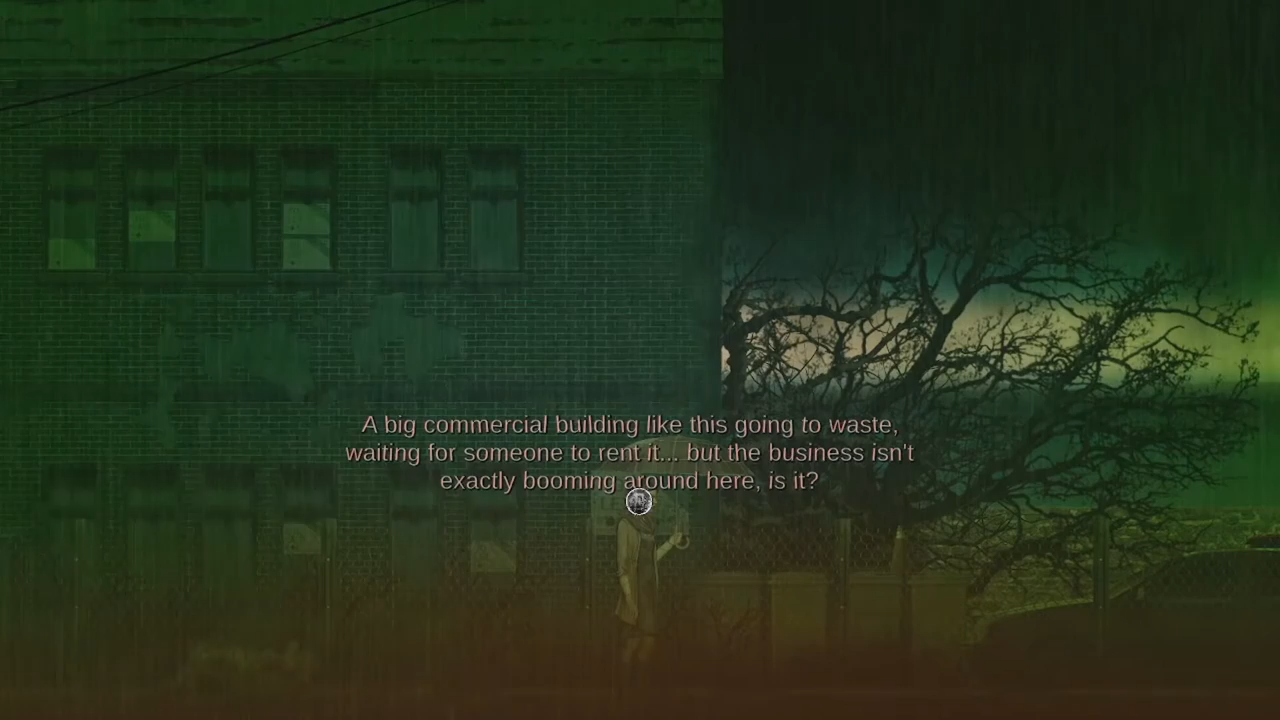 A big commercial building like this going to waste,
waiting for someone to rent it... but the business isn't
exactly booming around here, is it?